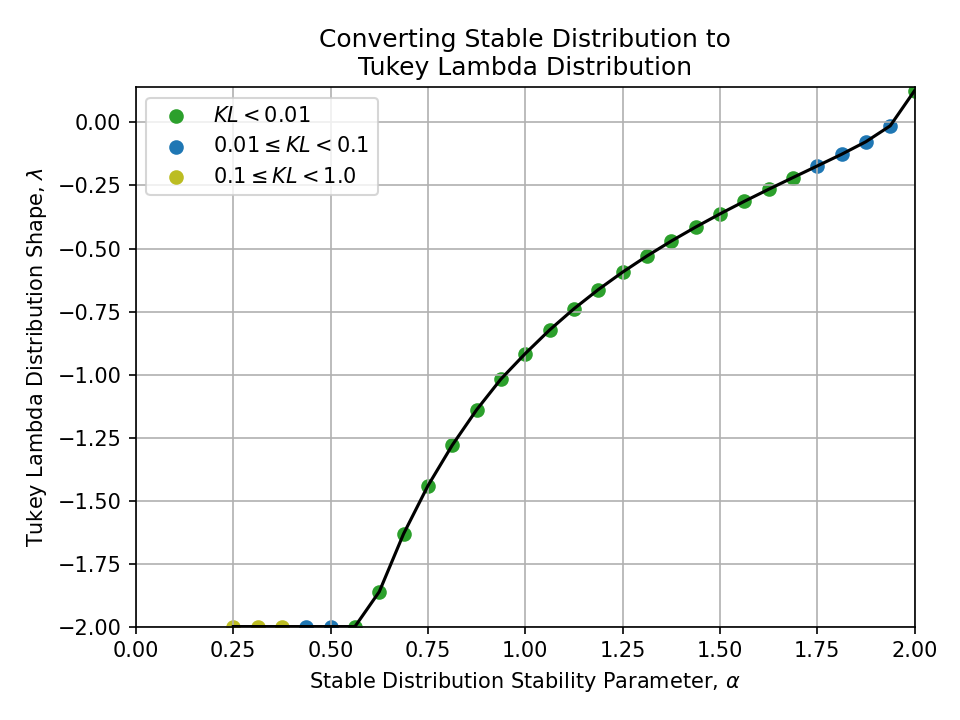 Converting Stable Distribution to
Tukey Lambda Distribution
KL < 0.01
0.01 ≤ KL < 0.1
0.1 ≤ KL < 1.0
Tukey Lambda Distribution Shape, λ
0.00
−0.25
−0.50
−0.75
−1.00
−1.25
−1.50
−1.75
−2.00
0.00 0.25 0.50 0.75 1.00 1.25 1.50 1.75 2.00
Stable Distribution Stability Parameter, α